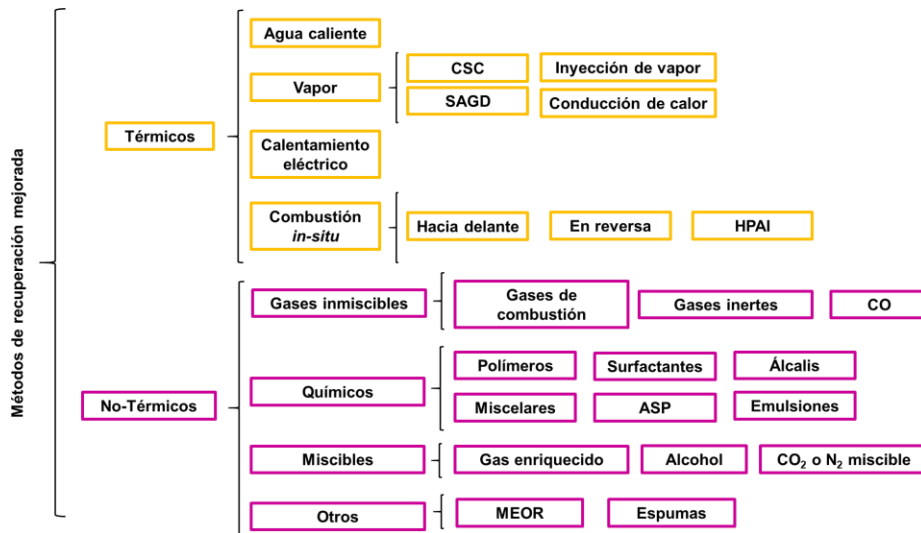 Métodos de recuperación mejorada
Térmicos
Agua caliente
Vapor
CSC
Inyección de vapor
SAGD
Conducción de calor
Calentamiento
eléctrico
Combustión
in-situ
Hacia delante
En reversa
HPAI
No-Térmicos
Gases inmiscibles
Gases de
combustión
Gases inertes
CO
Químicos
Polímeros
Surfactantes
Álcalis
Miscelares
ASP
Emulsiones
Miscibles
Gas enriquecido
Alcohol
CO₂ o N₂ miscible
Otros
MEOR
Espumas